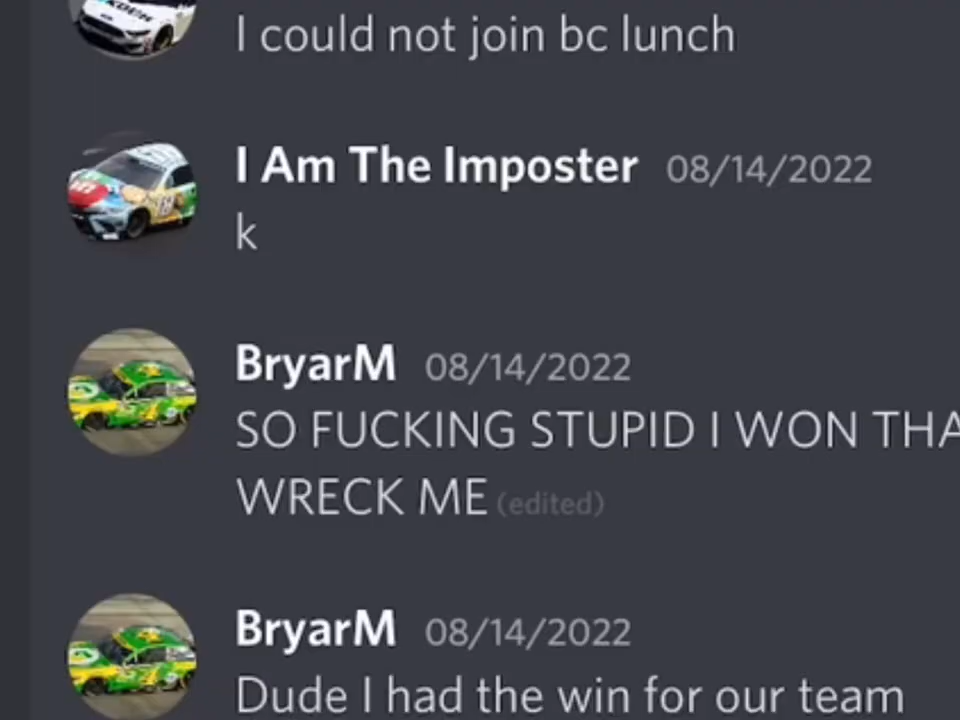 I could not join bc lunch
I Am The Imposter 08/14/2022
k
BryarM 08/14/2022
SO FUCKING STUPID I WON THA
WRECK ME (edited)
BryarM 08/14/2022
Dude I had the win for our team